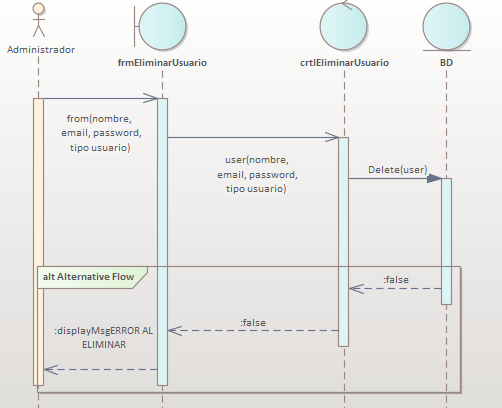 Administrador
frmEliminarUsuario
crtlEliminarUsuario
BD
from(nombre,
email, password,
tipo usuario)
user(nombre,
email, password,
tipo usuario)
Delete(user)
alt Alternative Flow
:false
:false
:displayMsgERROR AL
ELIMINAR